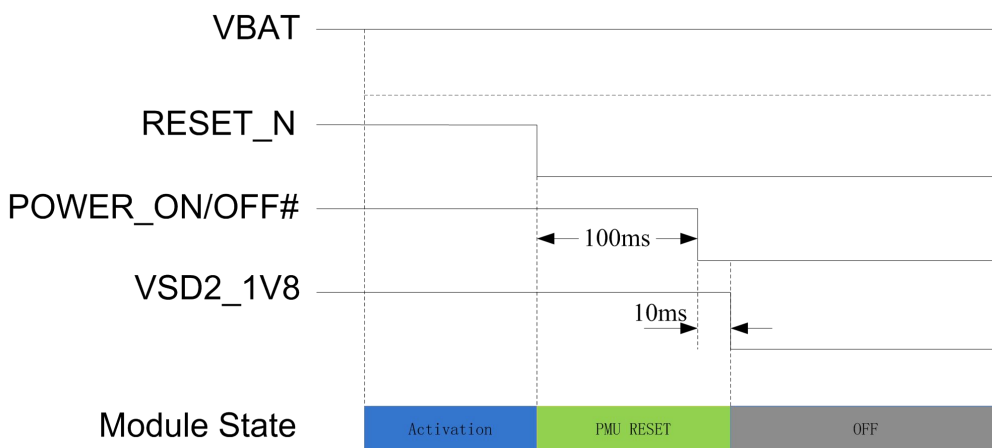 VBAT
RESET_N
POWER_ON/OFF#
100ms
VSD2_1V8
10ms
Module State
Activation
PMU RESET
OFF